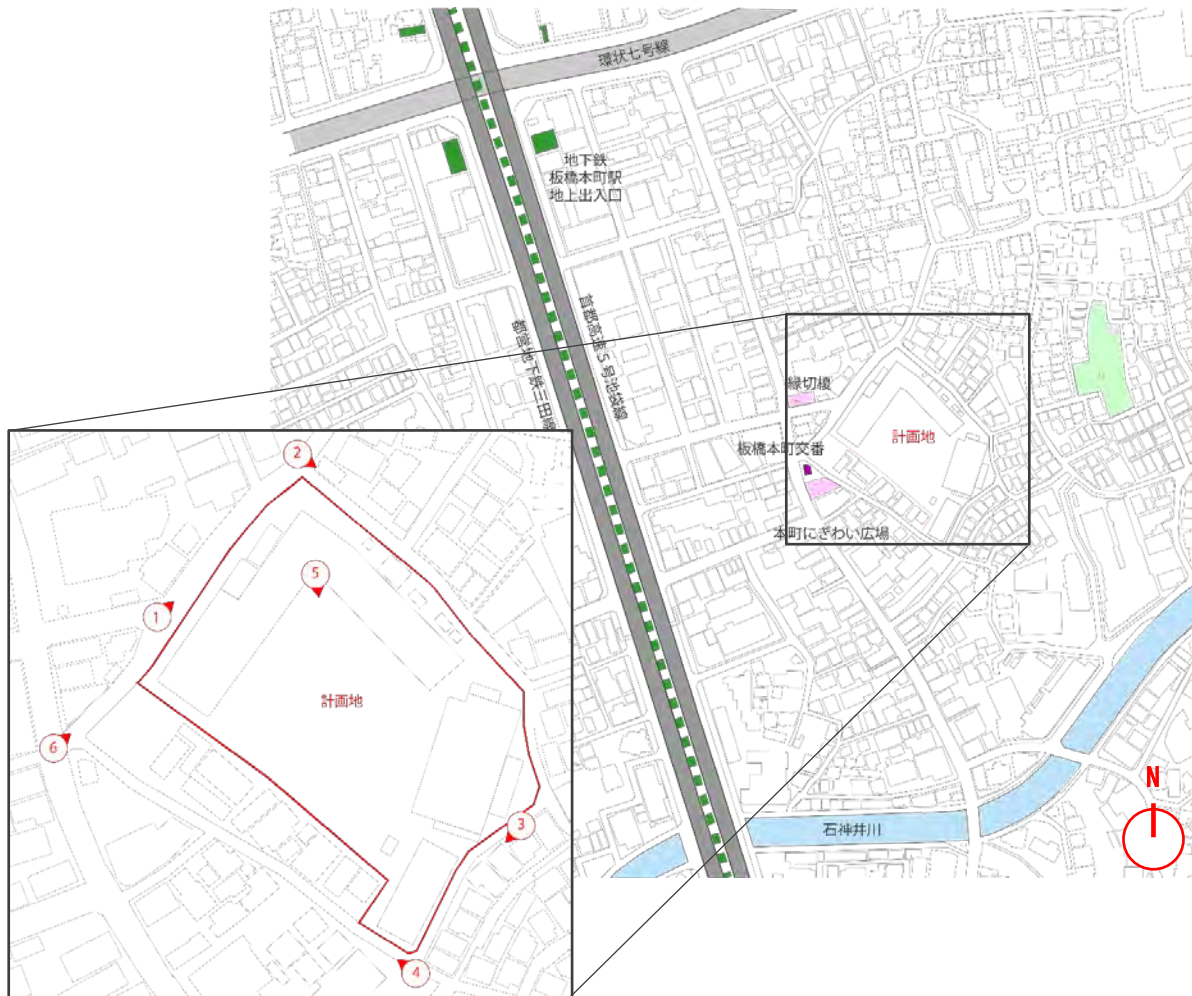 環状七号線
地下鉄
板橋本町駅
地上出入口
首都高速5号池袋線
都営地下鉄三田線
縁切榎
計画地
板橋本町交番
本町にぎわい広場
石神井川
N
2
5
1
計画地
6
3
4